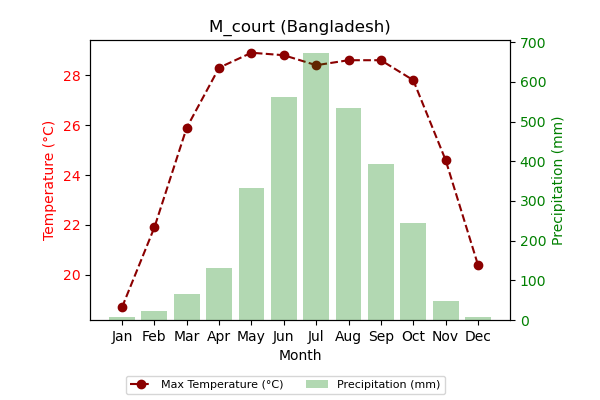 M_court (Bangladesh)
Temperature (°C)
28
26
24
22
20
700
600
500
400
300
200
100
0
Precipitation (mm)
Jan Feb Mar Apr May Jun Jul Aug Sep Oct Nov Dec
Month
Max Temperature (°C) Precipitation (mm)